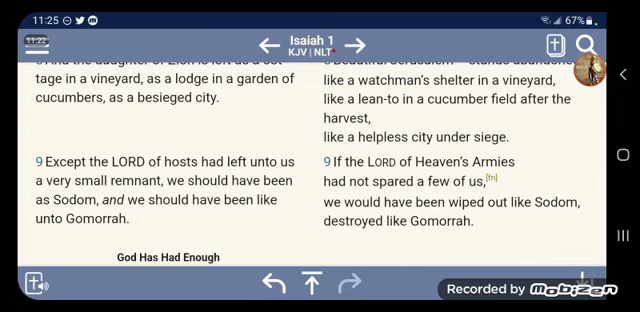 11:25
67%
11:22
Isaiah 1
KJV | NLT*
tage in a vineyard, as a lodge in a garden of
cucumbers, as a besieged city.
9 Except the LORD of hosts had left unto us
a very small remnant, we should have been
as Sodom, and we should have been like
unto Gomorrah.
God Has Had Enough
like a watchman's shelter in a vineyard,
like a lean-to in a cucumber field after the
harvest,
like a helpless city under siege.
9 If the LORD of Heaven's Armies
had not spared a few of us,[fn]
we would have been wiped out like Sodom,
destroyed like Gomorrah.
Recorded by Mobizen